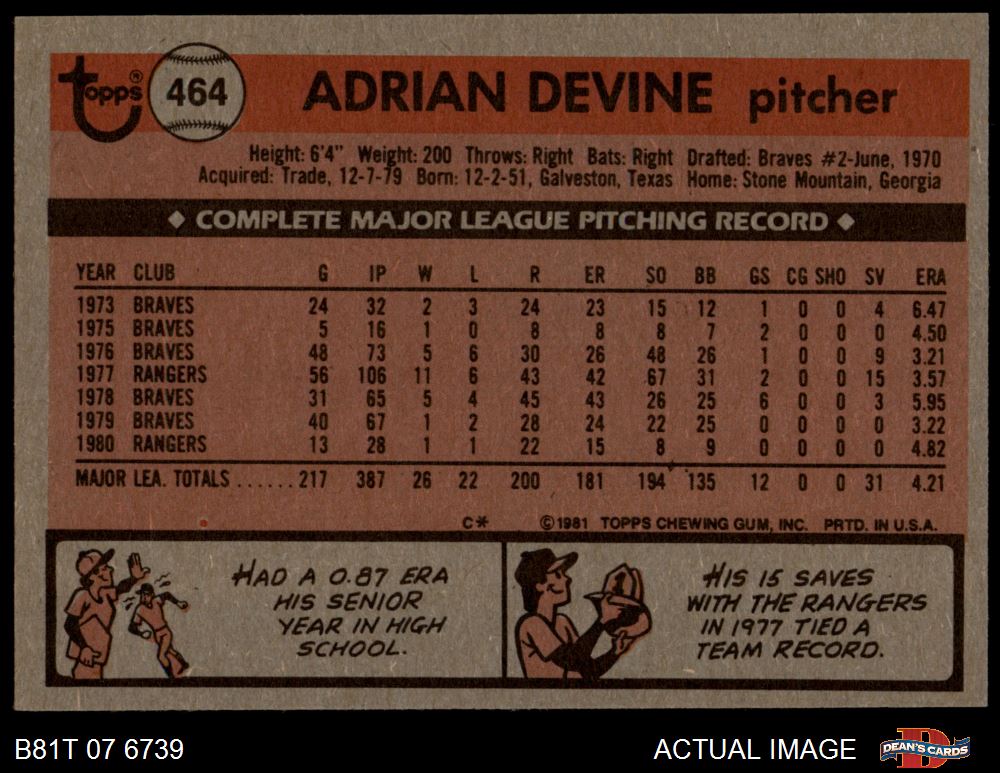 topps® 464 ADRIAN DEVINE pitcher
Height: 6'4" Weight: 200 Throws: Right Bats: Right Drafted: Braves #2-June, 1970
Acquired: Trade, 12-7-79 Born: 12-2-51, Galveston, Texas Home: Stone Mountain, Georgia
◆ COMPLETE MAJOR LEAGUE PITCHING RECORD ◆
YEAR CLUB G IP W L R ER SO BB GS CG SHO SV ERA
1973 BRAVES 24 32 2 3 24 23 15 12 1 0 0 4 6.47
1975 BRAVES 5 16 1 0 8 8 8 7 2 0 0 0 4.50
1976 BRAVES 48 73 5 6 30 26 48 26 1 0 0 9 3.21
1977 RANGERS 56 106 11 6 43 42 67 31 2 0 0 15 3.57
1978 BRAVES 31 65 5 4 45 43 26 25 6 0 0 3 5.95
1979 BRAVES 40 67 1 2 28 24 22 25 0 0 0 0 3.22
1980 RANGERS 13 28 1 1 22 15 8 9 0 0 0 0 4.82
MAJOR LEA. TOTALS ...... 217 387 26 22 200 181 194 135 12 0 0 31 4.21
C* ©1981 TOPPS CHEWING GUM, INC. PRTD. IN U.S.A.
HAD A 0.87 ERA
HIS SENIOR
YEAR IN HIGH
SCHOOL.
1
HIS 15 SAVES
WITH THE RANGERS
IN 1977 TIED A
TEAM RECORD.
B81T 07 6739
ACTUAL IMAGE
DEAN'S CARDS